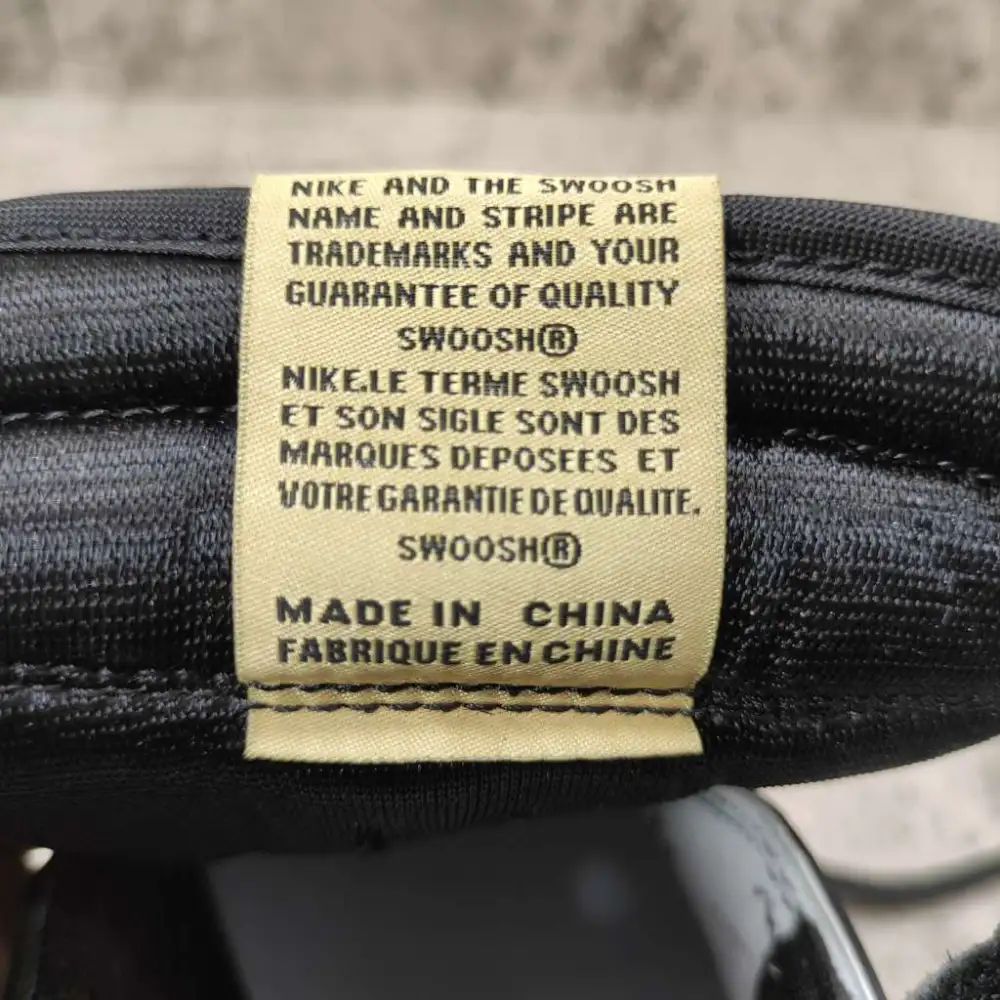 NIKE AND THE SWOOSH
NAME AND STRIPE ARE
TRADEMARKS AND YOUR
GUARANTEE OF QUALITY
SWOOSH®
NIKE.LE TERME SWOOSH
ET SON SIGLE SONT DES
MARQUES DEPOSEES ET
VOTRE GARANTIE DE QUALITE.
SWOOSH®
MADE IN CHINA
FABRIQUE EN CHINE